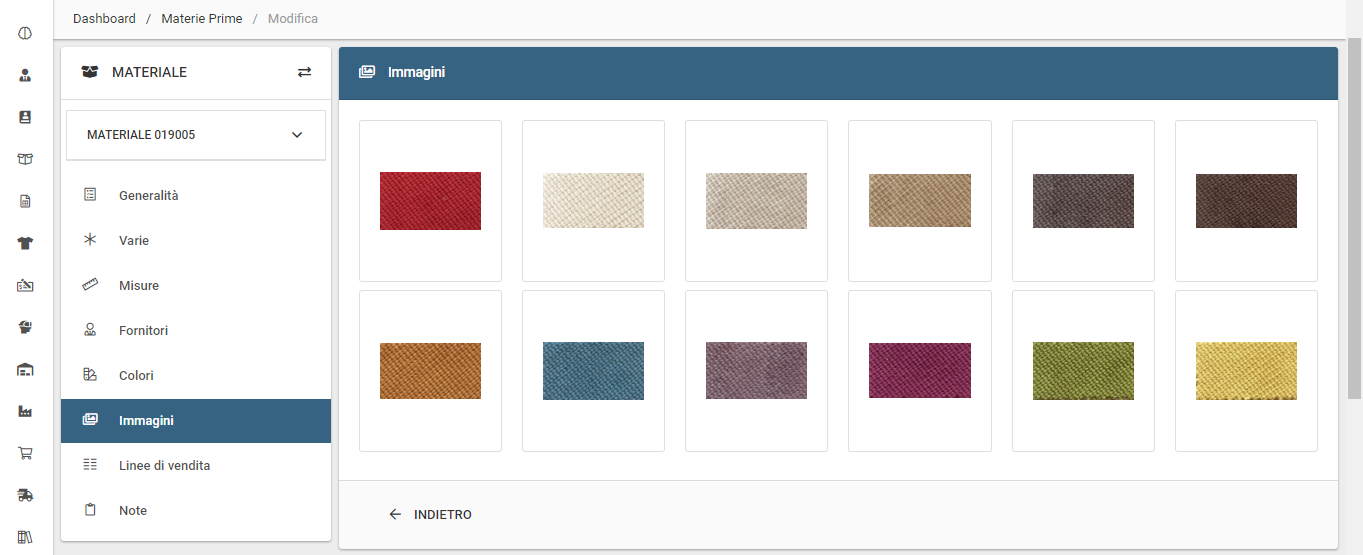 Dashboard / Materie Prime / Modifica
MATERIALE
MATERIALE 019005
Generalità
Varie
Misure
Fornitori
Colori
Immagini
Linee di vendita
Note
Immagini
INDIETRO